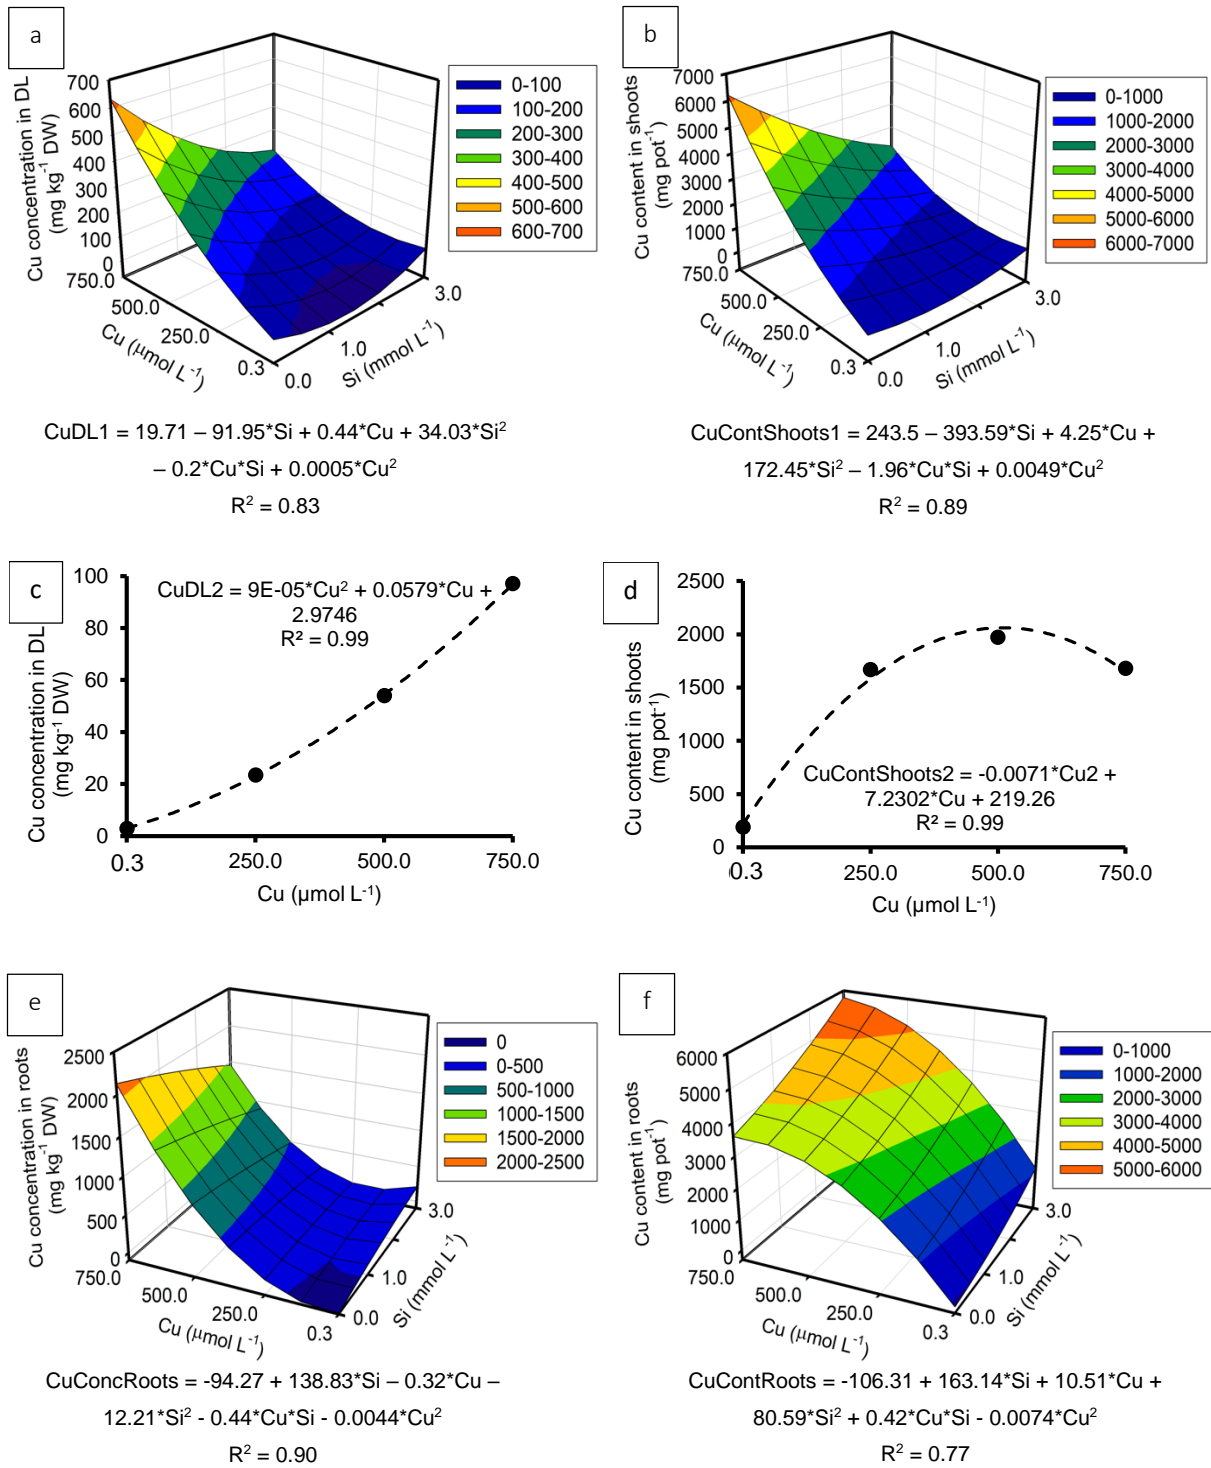 a
Cu concentration in DL
(mg kg-1 DW)
700
600
500
400
300
200
100
0
750.0
500.0
250.0
0.3
Cu (μmol L-1)
0.0
1.0
3.0
Si (mmol L-1)
0-100
100-200
200-300
300-400
400-500
500-600
600-700
CuDL1 = 19.71 – 91.95*Si + 0.44*Cu + 34.03*Si2
– 0.2*Cu*Si + 0.0005*Cu2
R2 = 0.83
b
Cu content in shoots
(mg pot-1)
7000
6000
5000
4000
3000
2000
1000
0
750.0
500.0
250.0
0.3
Cu (μmol L-1)
0.0
1.0
3.0
Si (mmol L-1)
0-1000
1000-2000
2000-3000
3000-4000
4000-5000
5000-6000
6000-7000
CuContShoots1 = 243.5 – 393.59*Si + 4.25*Cu +
172.45*Si2 – 1.96*Cu*Si + 0.0049*Cu2
R2 = 0.89
c
Cu concentration in DL
(mg kg-1 DW)
100
80
60
40
20
0
CuDL2 = 9E-05*Cu2 + 0.0579*Cu +
2.9746
R² = 0.99
0.3 250.0 500.0 750.0
Cu (μmol L-1)
d
Cu content in shoots
(mg pot-1)
2500
2000
1500
1000
500
0
CuContShoots2 = -0.0071*Cu2 +
7.2302*Cu + 219.26
R² = 0.99
0.3 250.0 500.0 750.0
Cu (μmol L-1)
e
Cu concentration in roots
(mg kg-1 DW)
2500
2000
1500
1000
500
0
750.0
500.0
250.0
0.3
Cu (μmol L-1)
0.0
1.0
3.0
Si (mmol L-1)
0
0-500
500-1000
1000-1500
1500-2000
2000-2500
CuConcRoots = -94.27 + 138.83*Si – 0.32*Cu –
12.21*Si2 - 0.44*Cu*Si - 0.0044*Cu2
R2 = 0.90
f
Cu content in roots
(mg pot-1)
6000
5000
4000
3000
2000
1000
0
750.0
500.0
250.0
0.3
Cu (μmol L-1)
0.0
1.0
3.0
Si (mmol L-1)
0-1000
1000-2000
2000-3000
3000-4000
4000-5000
5000-6000
CuContRoots = -106.31 + 163.14*Si + 10.51*Cu +
80.59*Si2 + 0.42*Cu*Si - 0.0074*Cu2
R2 = 0.77